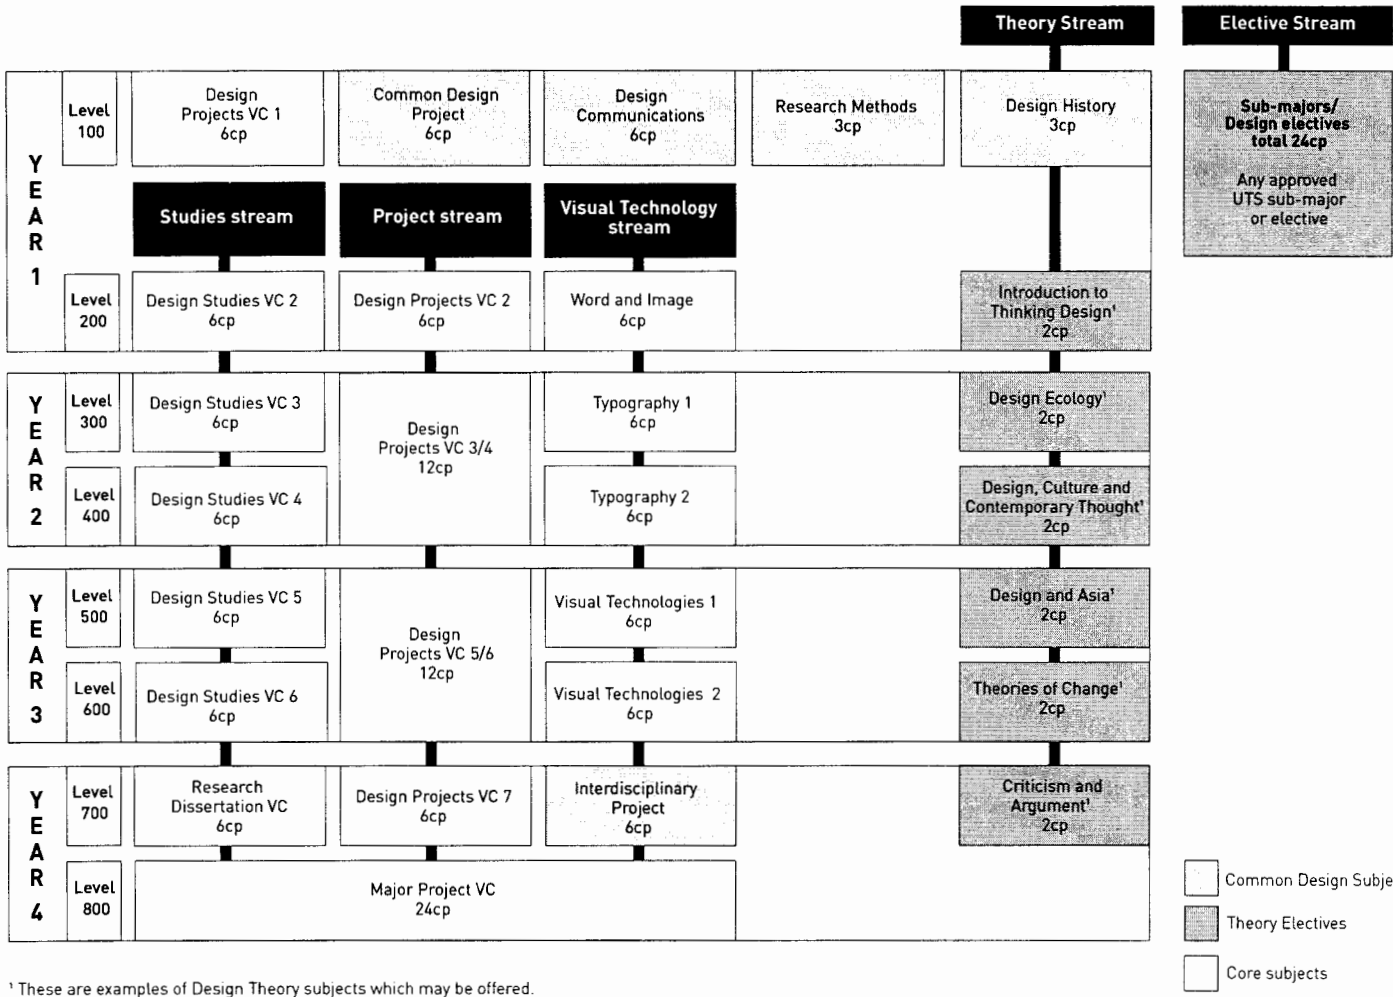 Theory Stream
Elective Stream
YEAR 1
Level
100
Design
Projects VC 1
6cp
Common Design
Project
6cp
Design
Communications
6cp
Research Methods
3cp
Design History
3cp
Sub-majors/
Design electives
total 24cp
Any approved
UTS sub-major
or elective
Studies stream
Project stream
Visual Technology
stream
Level
200
Design Studies VC 2
6cp
Design Projects VC 2
6cp
Word and Image
6cp
Introduction to
Thinking Design¹
2cp
YEAR 2
Level
300
Design Studies VC 3
6cp
Design
Projects VC 3/4
12cp
Typography 1
6cp
Design Ecology¹
2cp
Level
400
Design Studies VC 4
6cp
Typography 2
6cp
Design, Culture and
Contemporary Thought¹
2cp
YEAR 3
Level
500
Design Studies VC 5
6cp
Design
Projects VC 5/6
12cp
Visual Technologies 1
6cp
Design and Asia¹
2cp
Level
600
Design Studies VC 6
6cp
Visual Technologies 2
6cp
Theories of Change¹
2cp
YEAR 4
Level
700
Research
Dissertation VC
6cp
Design Projects VC 7
6cp
Interdisciplinary
Project
6cp
Criticism and
Argument¹
2cp
Level
800
Major Project VC
24cp
Common Design Subje
Theory Electives
Core subjects
¹ These are examples of Design Theory subjects which may be offered.